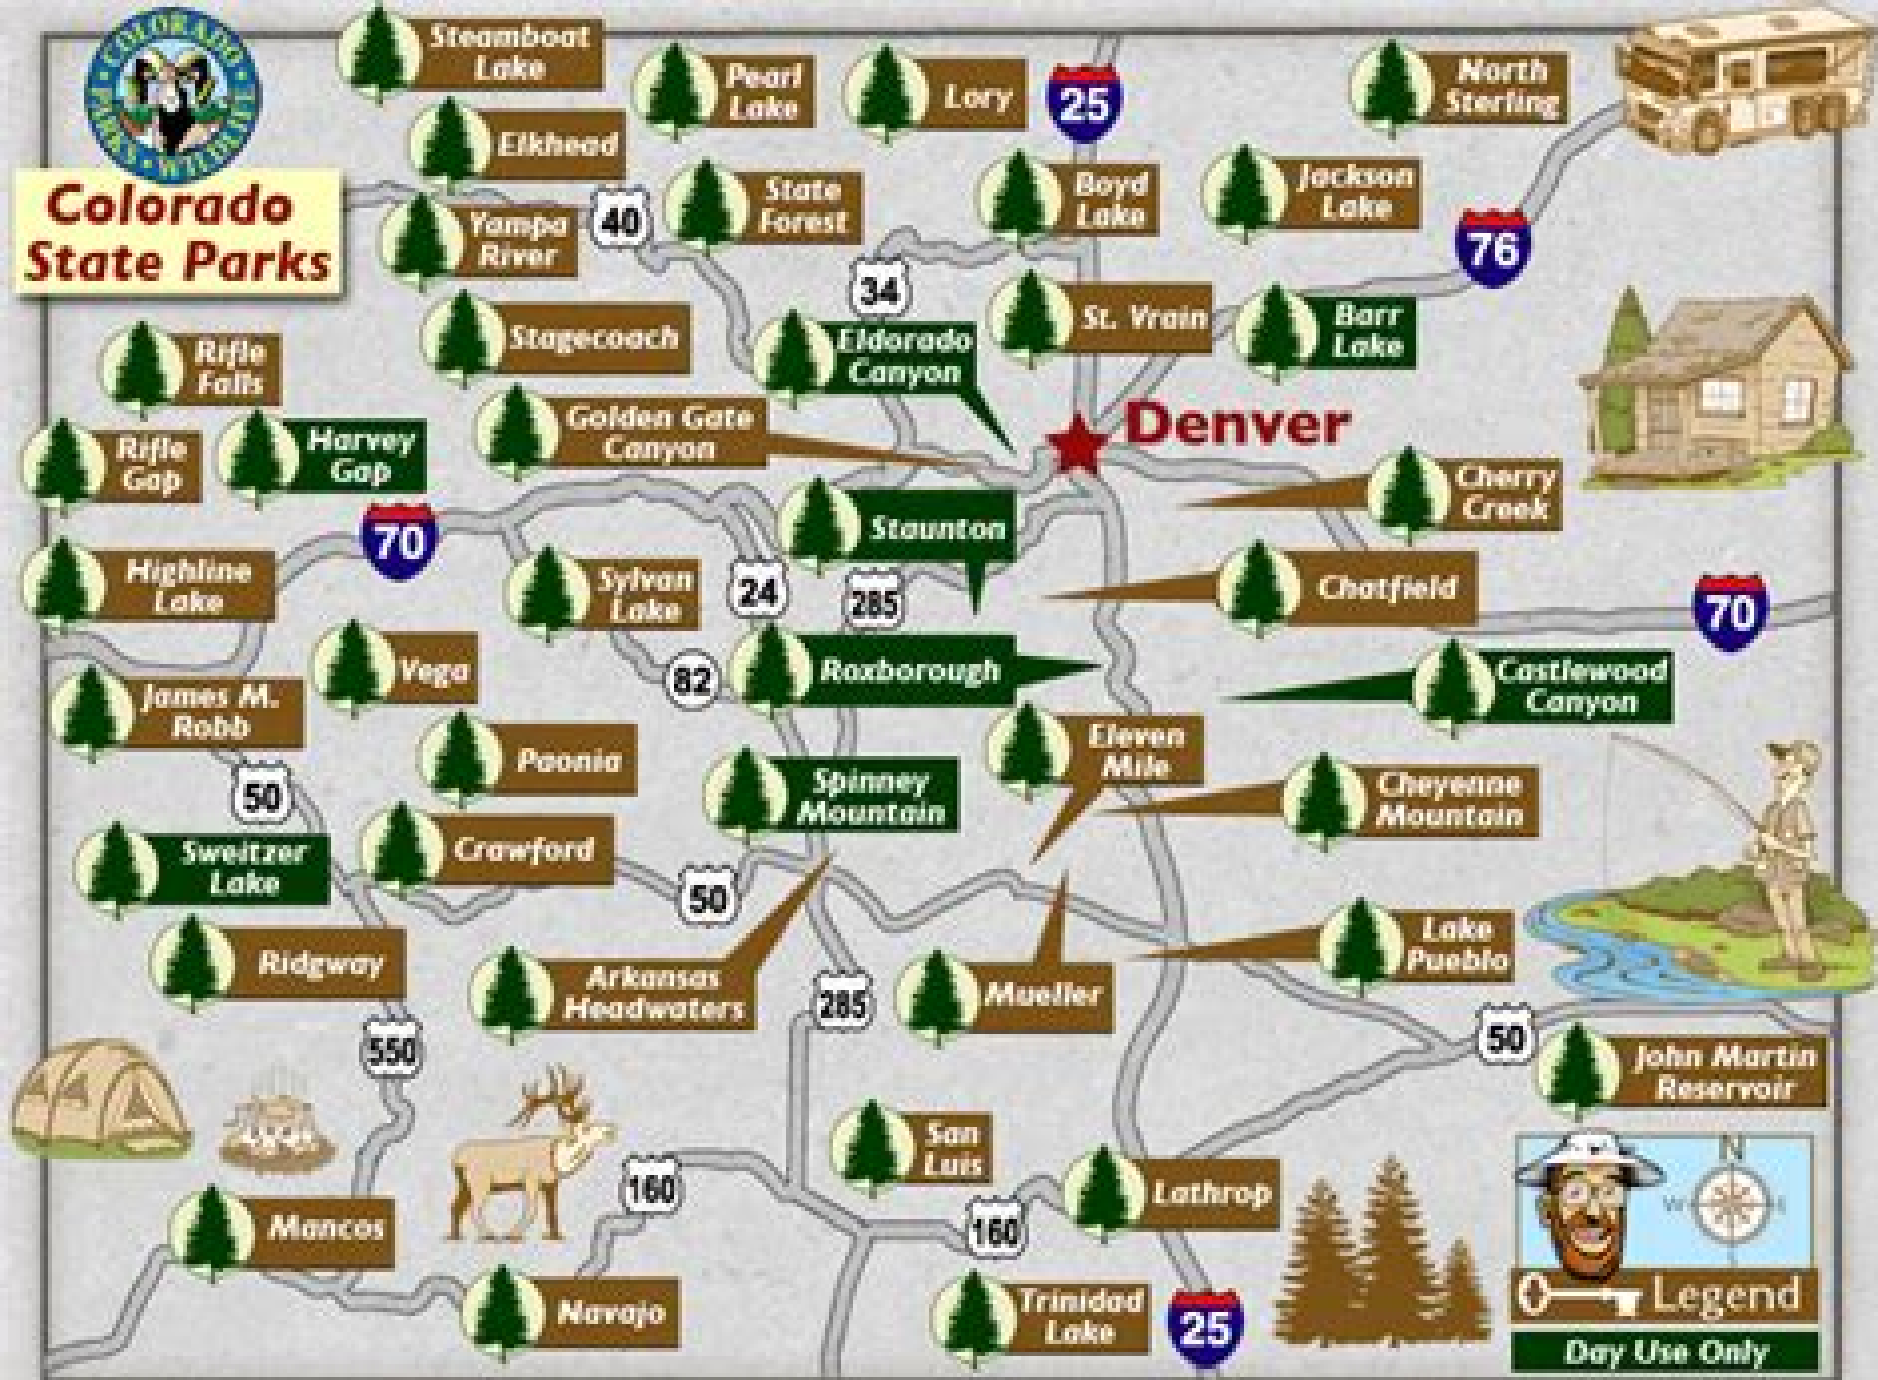 COLORADO
PARKS • WILDLIFE
Colorado
State Parks
Steamboat
Lake
Pearl
Lake
Lory
25
North
Sterling
Elkhead
State
Forest
Boyd
Lake
Jackson
Lake
Yampa
River
40
76
34
Stagecoach
St. Vrain
Barr
Lake
Eldorado
Canyon
Rifle
Falls
Golden Gate
Canyon
Denver
Rifle
Gap
Harvey
Gap
Cherry
Creek
70
Staunton
Highline
Lake
Sylvan
Lake
24
285
Chatfield
70
Vega
82
Roxborough
Castlewood
Canyon
James M.
Robb
Paonia
Eleven
Mile
50
Spinney
Mountain
Cheyenne
Mountain
Sweitzer
Lake
Crawford
50
Ridgway
Arkansas
Headwaters
285
Mueller
Lake
Pueblo
550
50
John Martin
Reservoir
San
Luis
160
Lathrop
160
Mancos
Navajo
Trinidad
Lake
25
N
W
Legend
Day Use Only